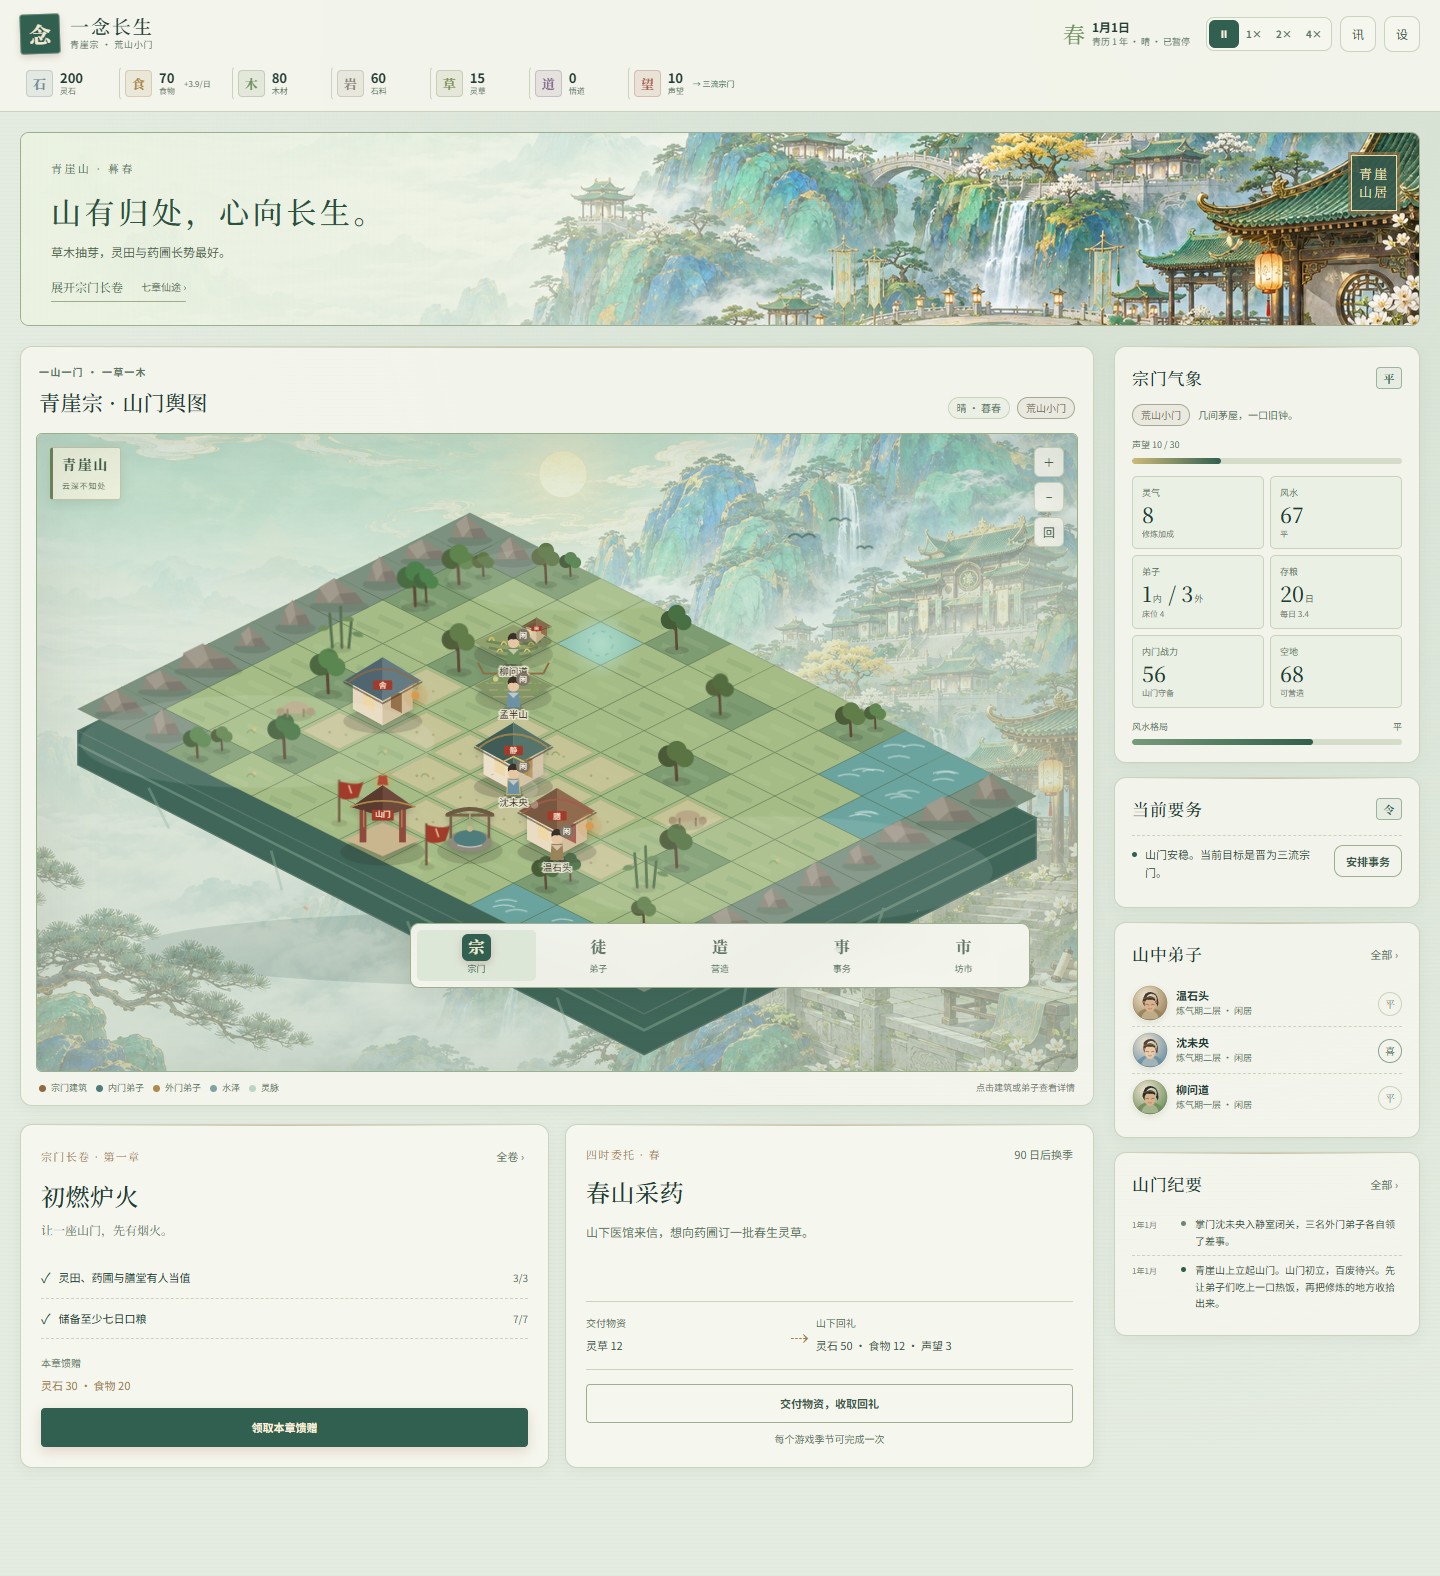 念
一念长生
青崖宗 · 荒山小门
春
1月1日
青历 1 年 · 晴 · 已暂停
1×
2×
4×
讯
设
石
200
灵石
食
70
食物
+3.9/日
木
80
木材
岩
60
石料
草
15
灵草
道
0
悟道
望
10
声望
→ 三流宗门
青崖山 · 暮春
山有归处，心向长生。
草木抽芽，灵田与药圃长势最好。
展开宗门长卷
七章仙途 ›
青崖
山居
一山一门 · 一草一木
青崖宗 · 山门舆图
晴 · 暮春
荒山小门
青崖山
云深不知处
+
−
回
闲
柳问道
闲
舍
孟半山
静
沈未央
山门
膳
闲
温石头
宗
宗门
徒
弟子
造
营造
事
事务
市
坊市
宗门建筑
内门弟子
外门弟子
水泽
灵脉
点击建筑或弟子查看详情
宗门气象
平
荒山小门
几间茅屋，一口旧钟。
声望 10 / 30
灵气
8
修炼加成
风水
67
平
弟子
1内 / 3外
床位 4
存粮
20日
每日 3.4
内门战力
56
山门守备
空地
68
可营造
风水格局
平
当前要务
令
山门安稳。当前目标是晋为三流宗
门。
安排事务
山中弟子
全部 ›
温石头
炼气期二层 · 闲居
平
沈未央
炼气期二层 · 闲居
喜
柳问道
炼气期一层 · 闲居
平
山门纪要
全部 ›
1年1月
掌门沈未央入静室闭关，三名外门弟子各自领
了差事。
1年1月
青崖山上立起山门。山门初立，百废待兴。先
让弟子们吃上一口热饭，再把修炼的地方收拾
出来。
宗门长卷 · 第一章
全卷 ›
初燃炉火
让一座山门，先有烟火。
✓ 灵田、药圃与膳堂有人当值
3/3
✓ 储备至少七日口粮
7/7
本章馈赠
灵石 30 · 食物 20
领取本章馈赠
四时委托 · 春
90 日后换季
春山采药
山下医馆来信，想向药圃订一批春生灵草。
交付物资
灵草 12
⇢
山下回礼
灵石 50 · 食物 12 · 声望 3
交付物资，收取回礼
每个游戏季节可完成一次